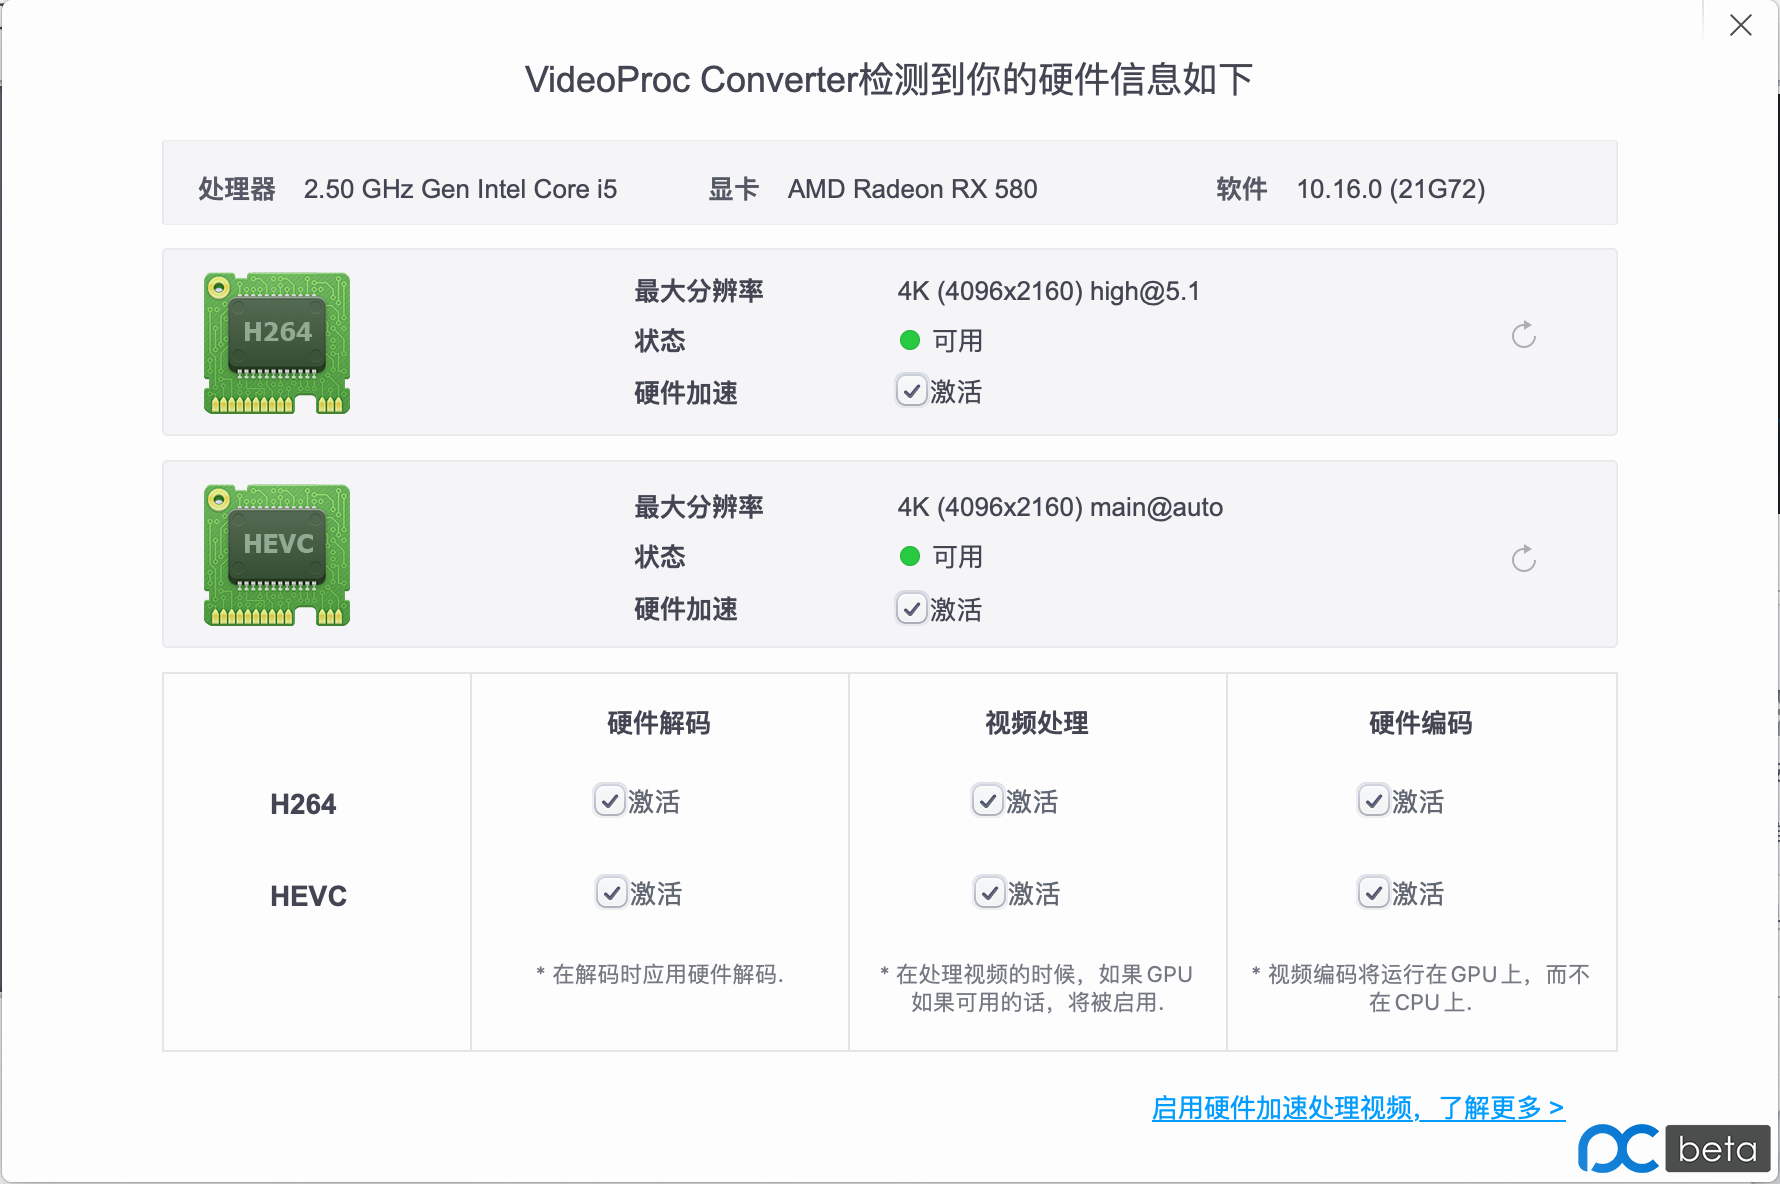 VideoProc Converter检测到你的硬件信息如下
处理器 2.50 GHz Gen Intel Core i5 显卡 AMD Radeon RX 580 软件 10.16.0 (21G72)
H264
最大分辨率 4K (4096x2160) high@5.1
状态 可用
硬件加速 激活
HEVC
最大分辨率 4K (4096x2160) main@auto
状态 可用
硬件加速 激活
硬件解码 视频处理 硬件编码
H264 激活 激活 激活
HEVC 激活 激活 激活
* 在解码时应用硬件解码.
* 在处理视频的时候，如果GPU
如果可用的话，将被启用.
* 视频编码将运行在GPU上，而不
在CPU上.
启用硬件加速处理视频，了解更多 >
pc beta